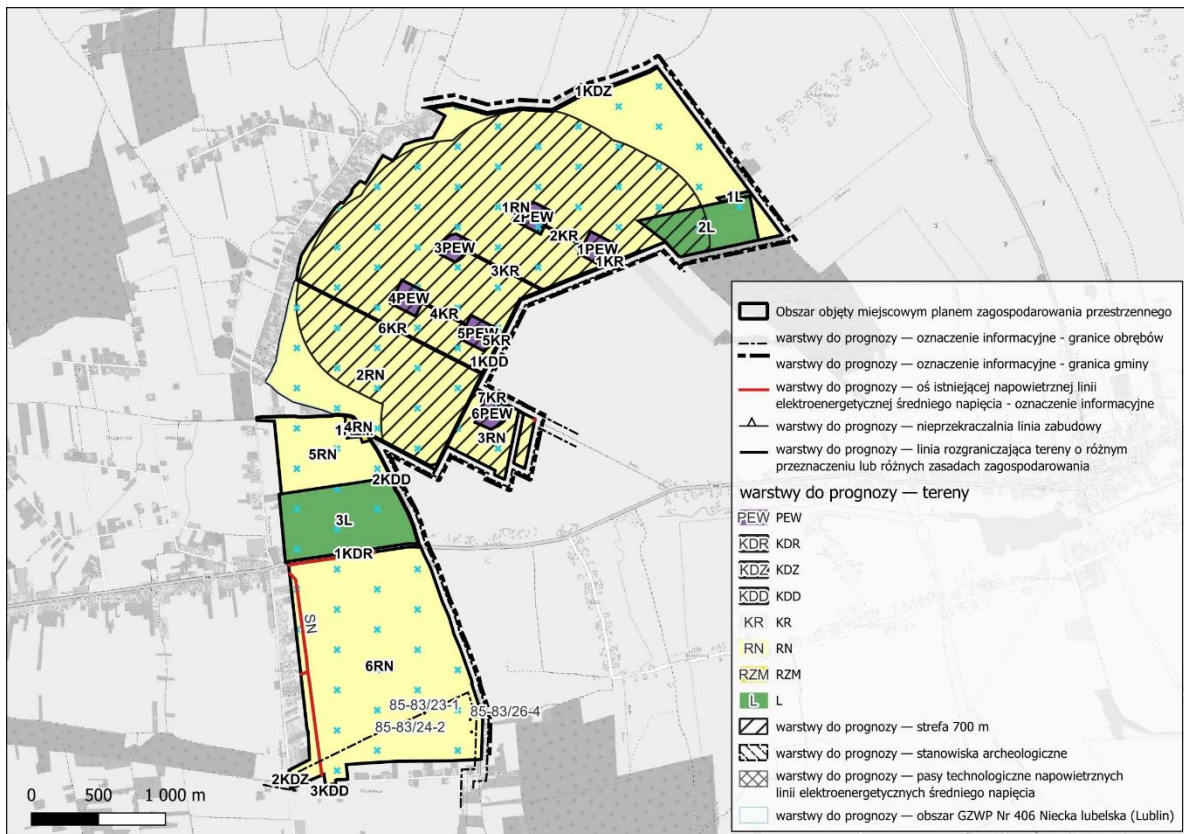 1KDZ
1L
1RN
2PEW
2L
2KR
3PEW
1PEW
1KR
3KR
4PEW
4KR
6KR
5PEW
5KR
1KDD
2RN
7KR
6PEW
4RN
3RN
5RN
2KDD
3L
1KDR
SN
6RN
85-83/23-1
85-83/26-4
85-83/24-2
2KDZ
3KDD
0 500 1 000 m
Obszar objęty miejscowym planem zagospodarowania przestrzennego
warstwy do prognozy — oznaczenie informacyjne - granice obrębów
warstwy do prognozy — oznaczenie informacyjne - granica gminy
warstwy do prognozy — oś istniejącej napowietrznej linii
elektroenergetycznej średniego napięcia - oznaczenie informacyjne
warstwy do prognozy — nieprzekraczalna linia zabudowy
warstwy do prognozy — linia rozgraniczająca tereny o różnym
przeznaczeniu lub różnych zasadach zagospodarowania
warstwy do prognozy — tereny
PEW PEW
KDR KDR
KDZ KDZ
KDD KDD
KR KR
RN RN
RZM RZM
L L
warstwy do prognozy — strefa 700 m
warstwy do prognozy — stanowiska archeologiczne
warstwy do prognozy — pasy technologiczne napowietrznych
linii elektroenergetycznych średniego napięcia
warstwy do prognozy — obszar GZWP Nr 406 Niecka lubelska (Lublin)